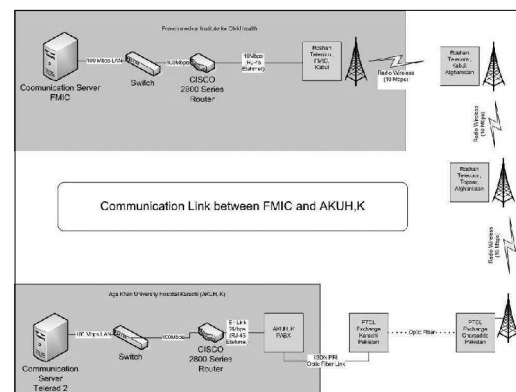 French medical Institute for Child health
Coomunication Server
FMIC
100 Mbps LAN
Switch
100Mbps
CISCO
2800 Series
Router
10Mbps
(RJ-45
Roshan
Telecom,
FMIC,
Kabul
Radio Wireless
(10 Mbps)
Roshan
Telecom,
Kabul,
Afghanistan
Radio Wireless
(10 Mbps)
Roshan
Telecom,
Afghanistan
Radio Wireless
(10 Mbps)
Communication Link between FMIC and AKUH,K
Aga Khan University Hospital Karachi (AKUH, K)
Communication
Server
Telerad 2
100 Mbps LAN
Switch
100Mbps
CISCO
2800 Series
Router
E1 Link
2Mbps
(RJ-45
AKUH, K
PABX
ISDN PRI
Optic Fiber Link
PTCL
Exchange
Karachi
Pakistan
Optic Fiber
PTCL
Exchange
Pakistan